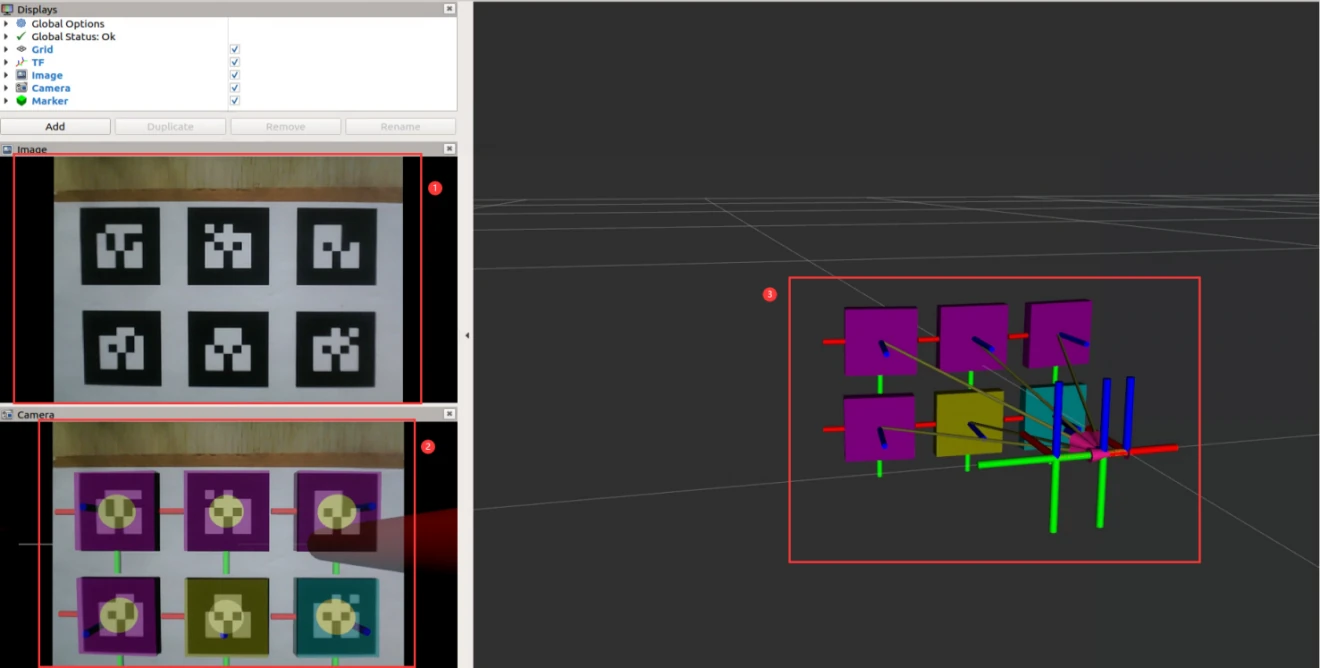 Displays
Global Options
Global Status: Ok
Grid
TF
Image
Camera
Marker
Add
Duplicate
Remove
Rename
Image
1
Camera
2
3